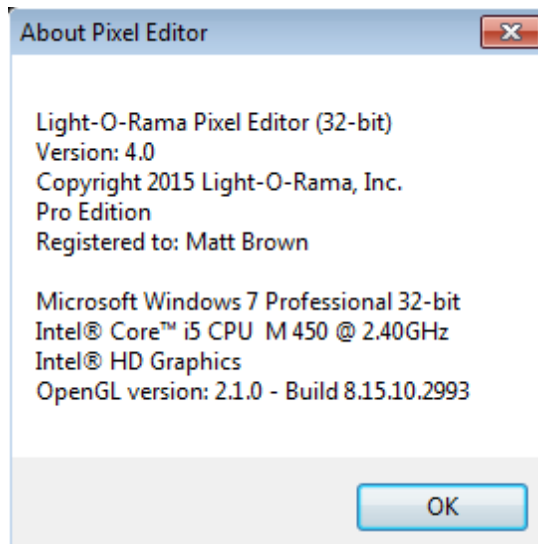 About Pixel Editor
Light-O-Rama Pixel Editor (32-bit)
Version: 4.0
Copyright 2015 Light-O-Rama, Inc.
Pro Edition
Registered to: Matt Brown
Microsoft Windows 7 Professional 32-bit
Intel® Core™ i5 CPU  M 450 @ 2.40GHz
Intel® HD Graphics
OpenGL version: 2.1.0 - Build 8.15.10.2993
OK